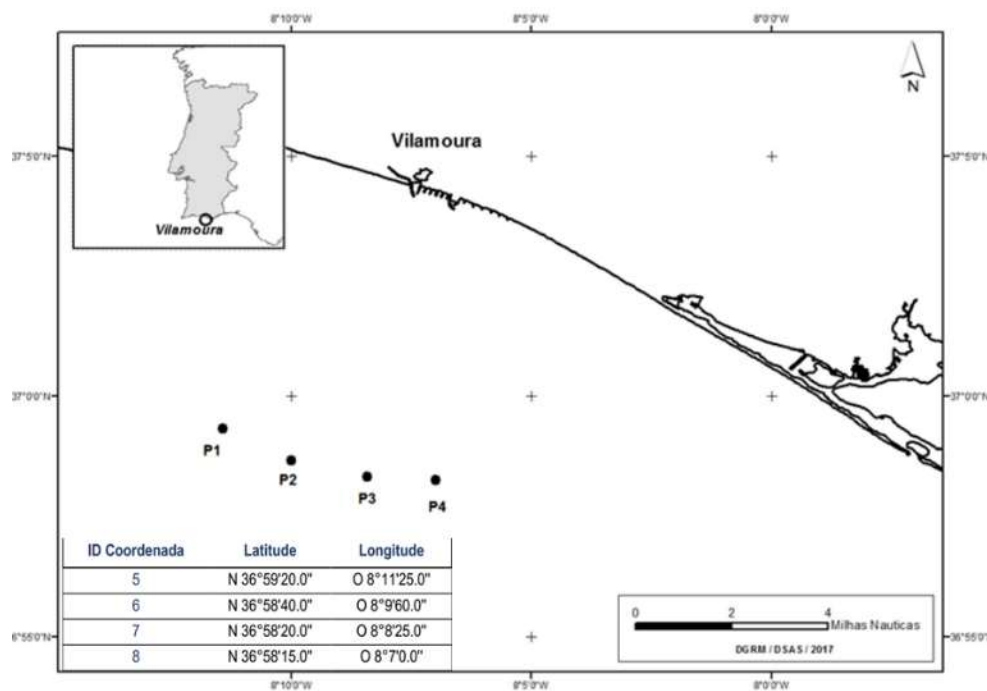 8°10'0"W 8°5'0"W 8°0'0"W
N
Vilamoura
37°5'0"N 37°5'0"N
Vilamoura
37°0'0"N 37°0'0"N
P1
P2
P3
P4
ID Coordenada Latitude Longitude
5 N 36°59'20.0" O 8°11'25.0"
6 N 36°58'40.0" O 8°9'60.0"
7 N 36°58'20.0" O 8°8'25.0"
8 N 36°58'15.0" O 8°7'0.0"
0 2 4
Milhas Nauticas
DGRM / DSAS / 2017
6°55'0"N 36°55'0"N
8°10'0"W 8°5'0"W 8°0'0"W